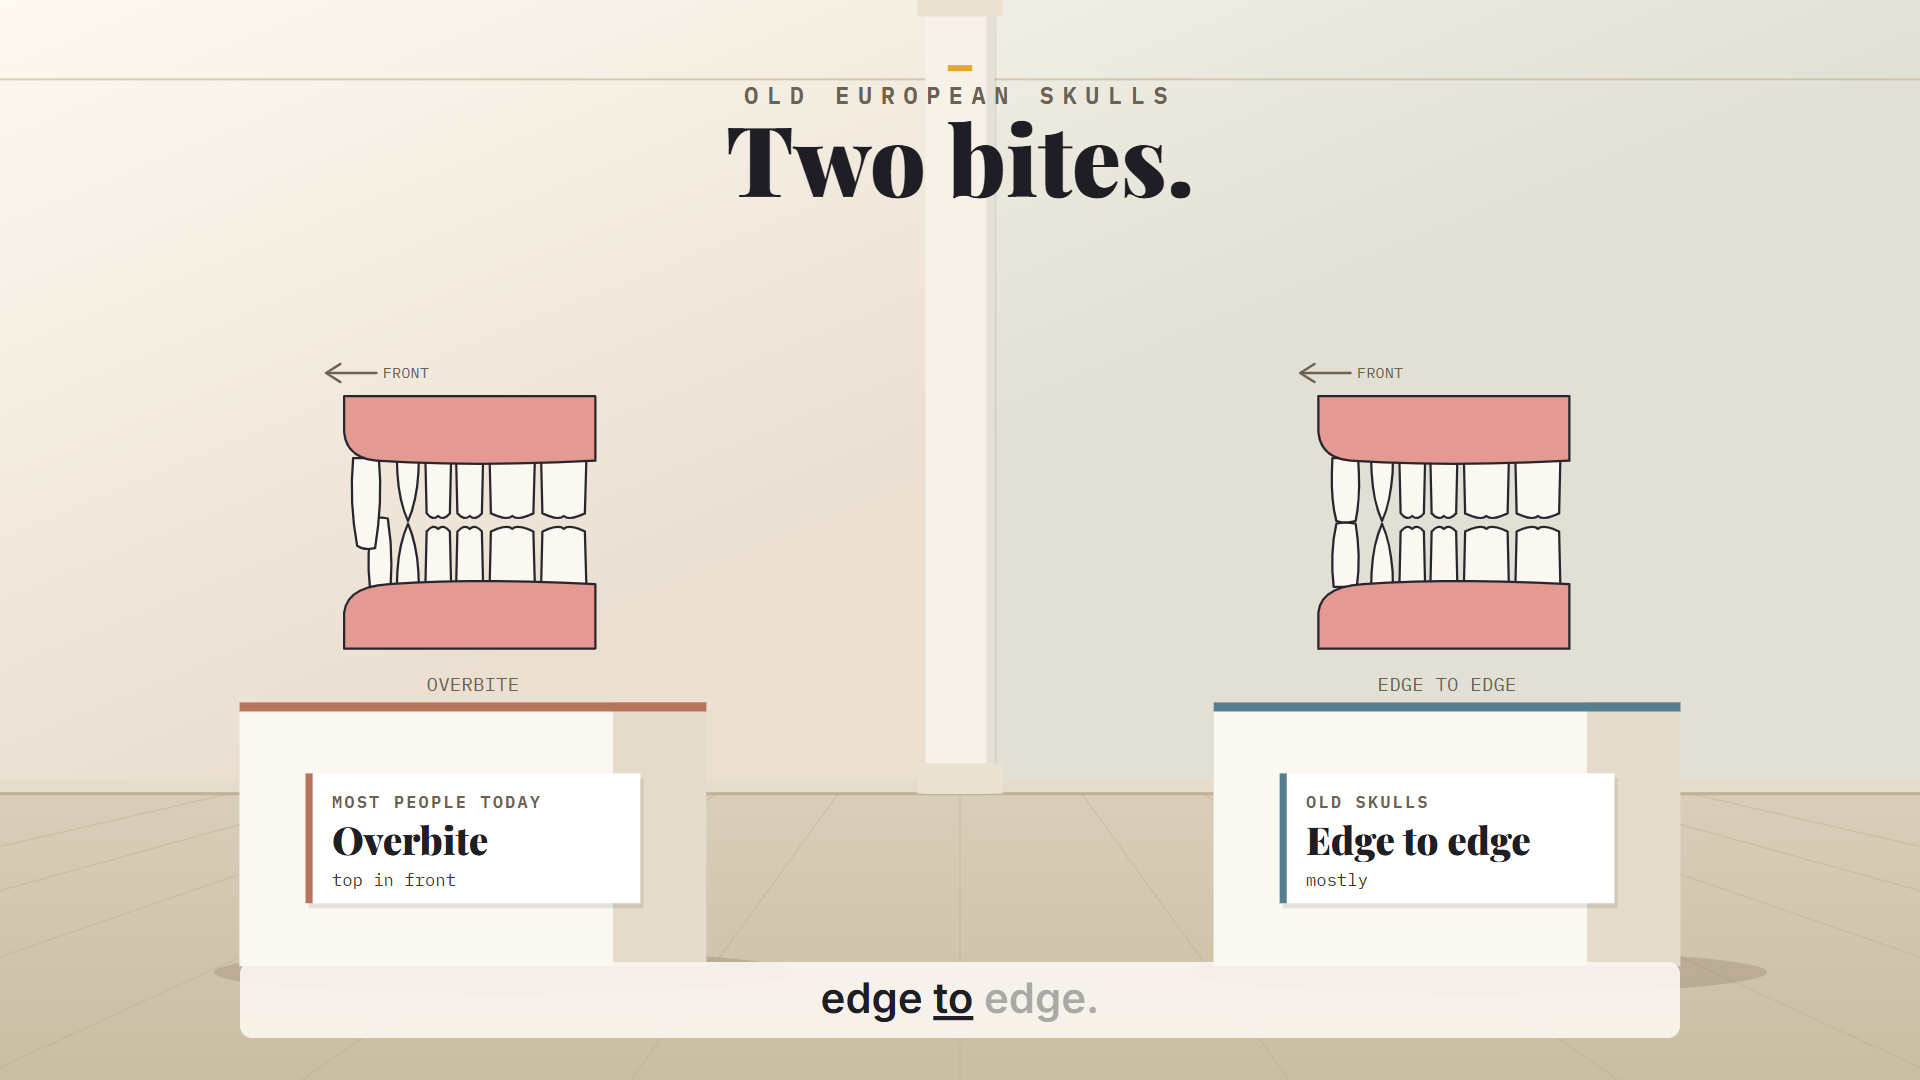 OLD EUROPEAN SKULLS
Two bites.
FRONT
OVERBITE
MOST PEOPLE TODAY
Overbite
top in front
FRONT
EDGE TO EDGE
OLD SKULLS
Edge to edge
mostly
edge to edge.